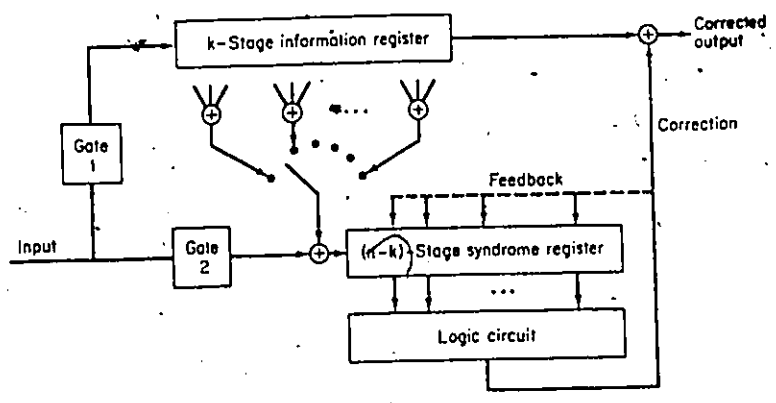 k-Stage information register
Corrected
output
Gate
1
Correction
Feedback
Input
Gate
2
(n-k)-Stage syndrome register
Logic circuit